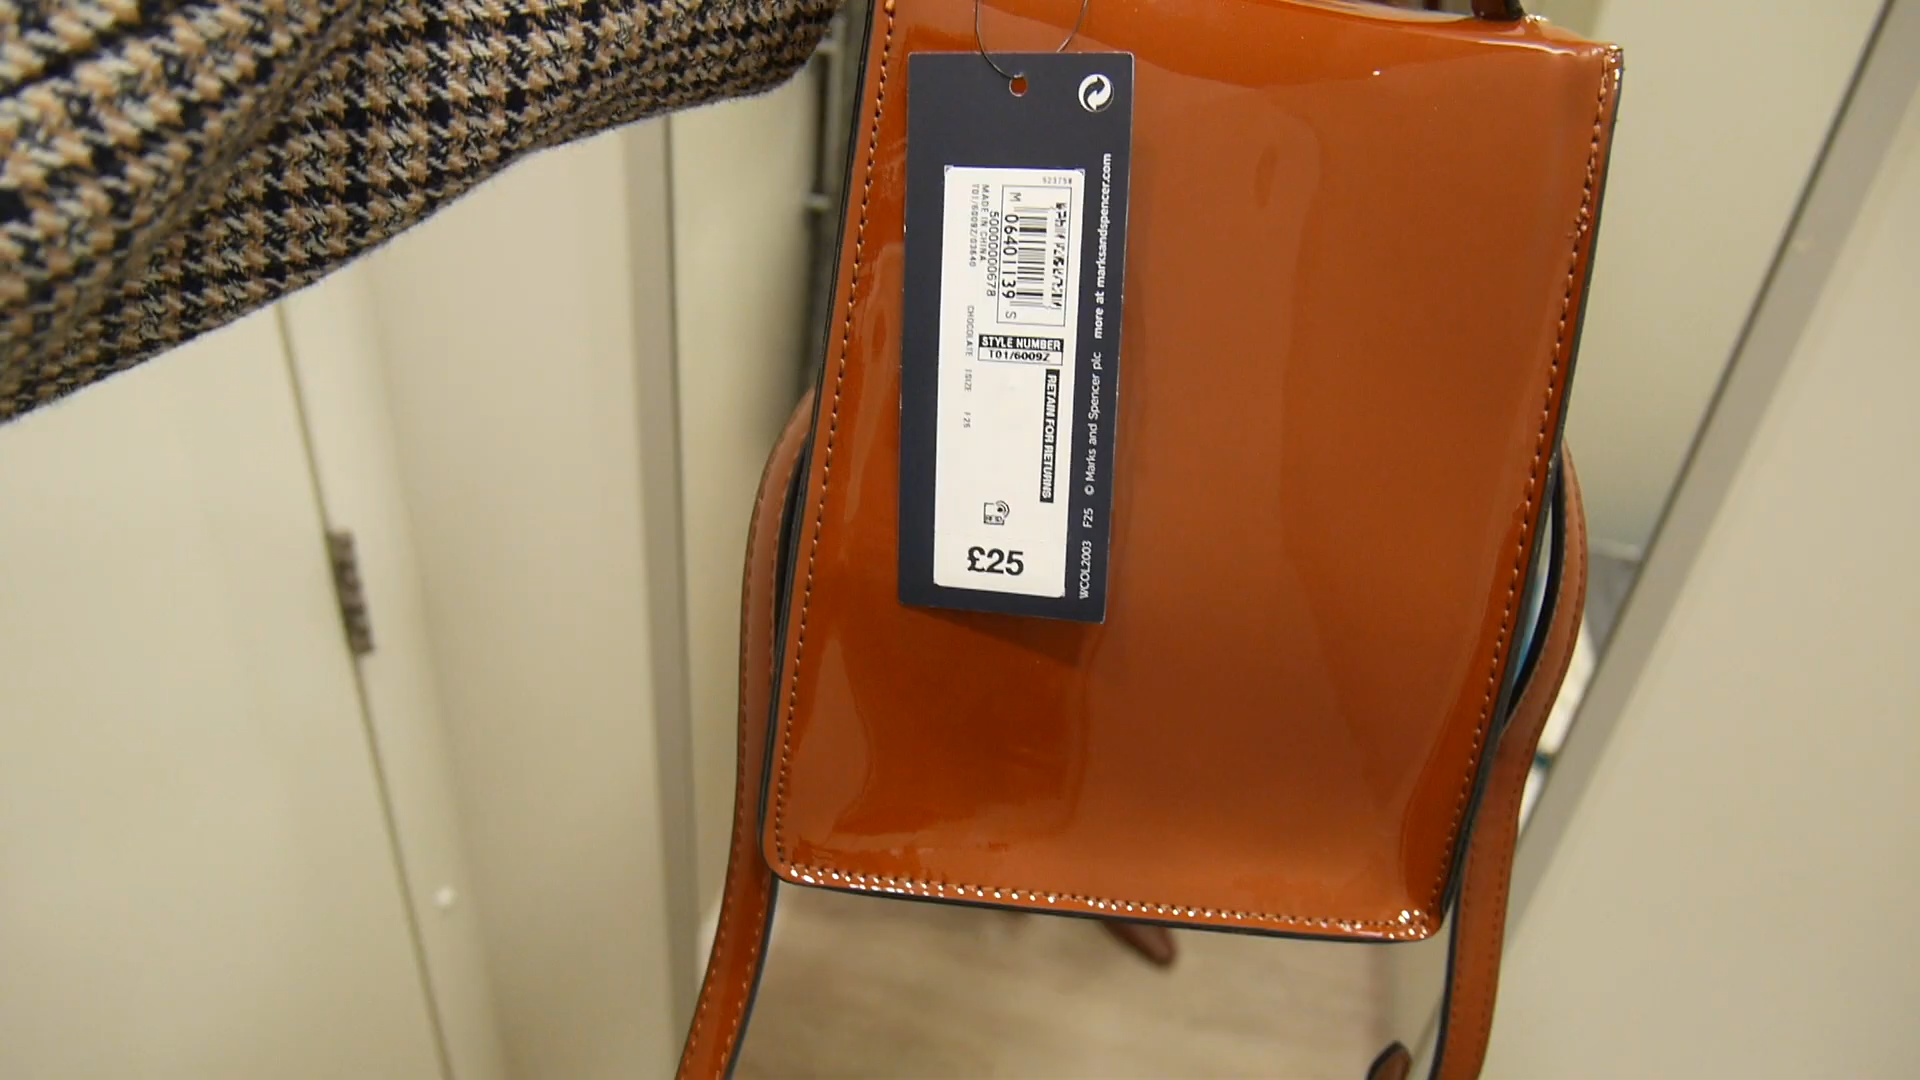 523758
M 06401139 S
5000000000678
MADE IN CHINA
T01/6009Z/03640
CHOCOLATE 1SIZE F25
STYLE NUMBER
T01/6009Z
RETAIN FOR RETURNS
£25
WCOL2003 F25 © Marks and Spencer plc more at marksandspencer.com